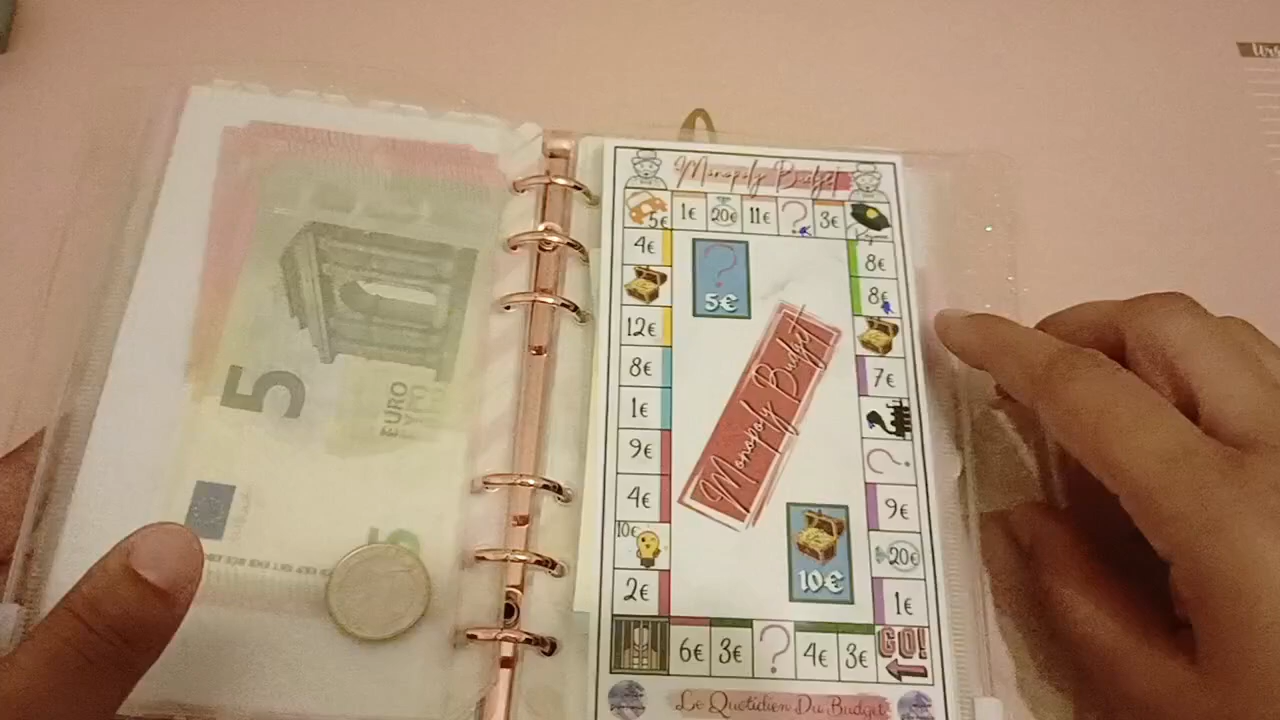 Monopoly Budget
5€ 1€ 20€ 11€ ? 3€
4€ 8€
? 5€
8€
12€
8€ 7€
1€
9€ ?
4€ 9€
Monopoly Budget
10€ 20€
10€
2€ 1€
6€ 3€ ? 4€ 3€ GO!
Le Quotidien Du Budget
5
EURO
5